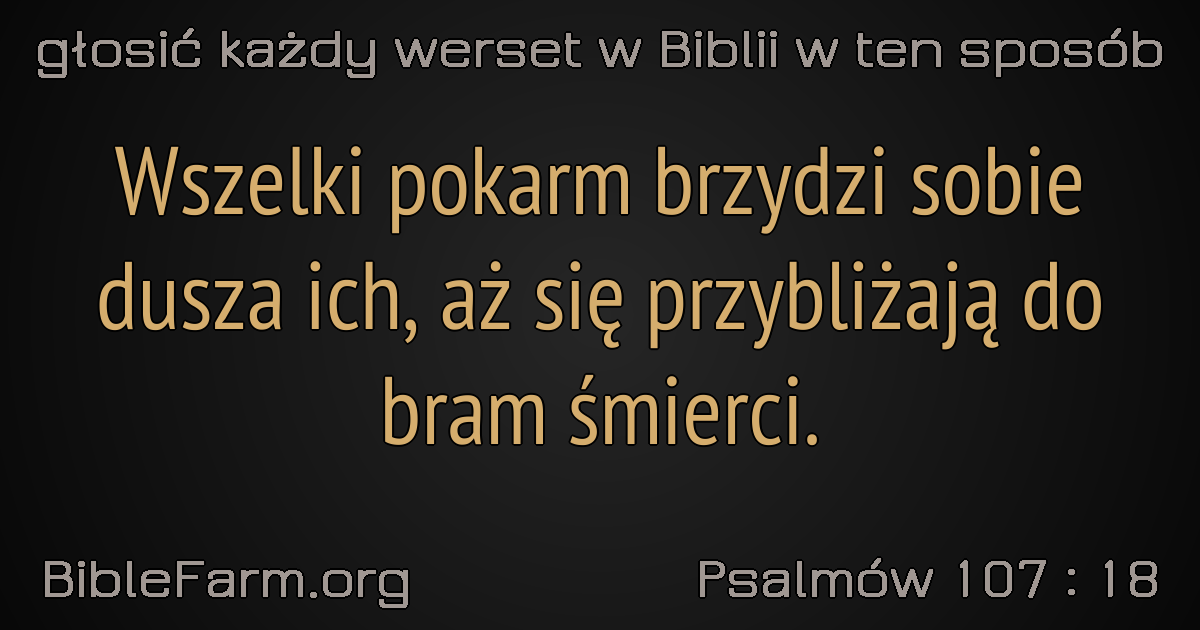 głosić każdy werset w Biblii w ten sposób
Wszelki pokarm brzydzi sobie
dusza ich, aż się przybliżają do
bram śmierci.
BibleFarm.org
Psalmów 107 : 18